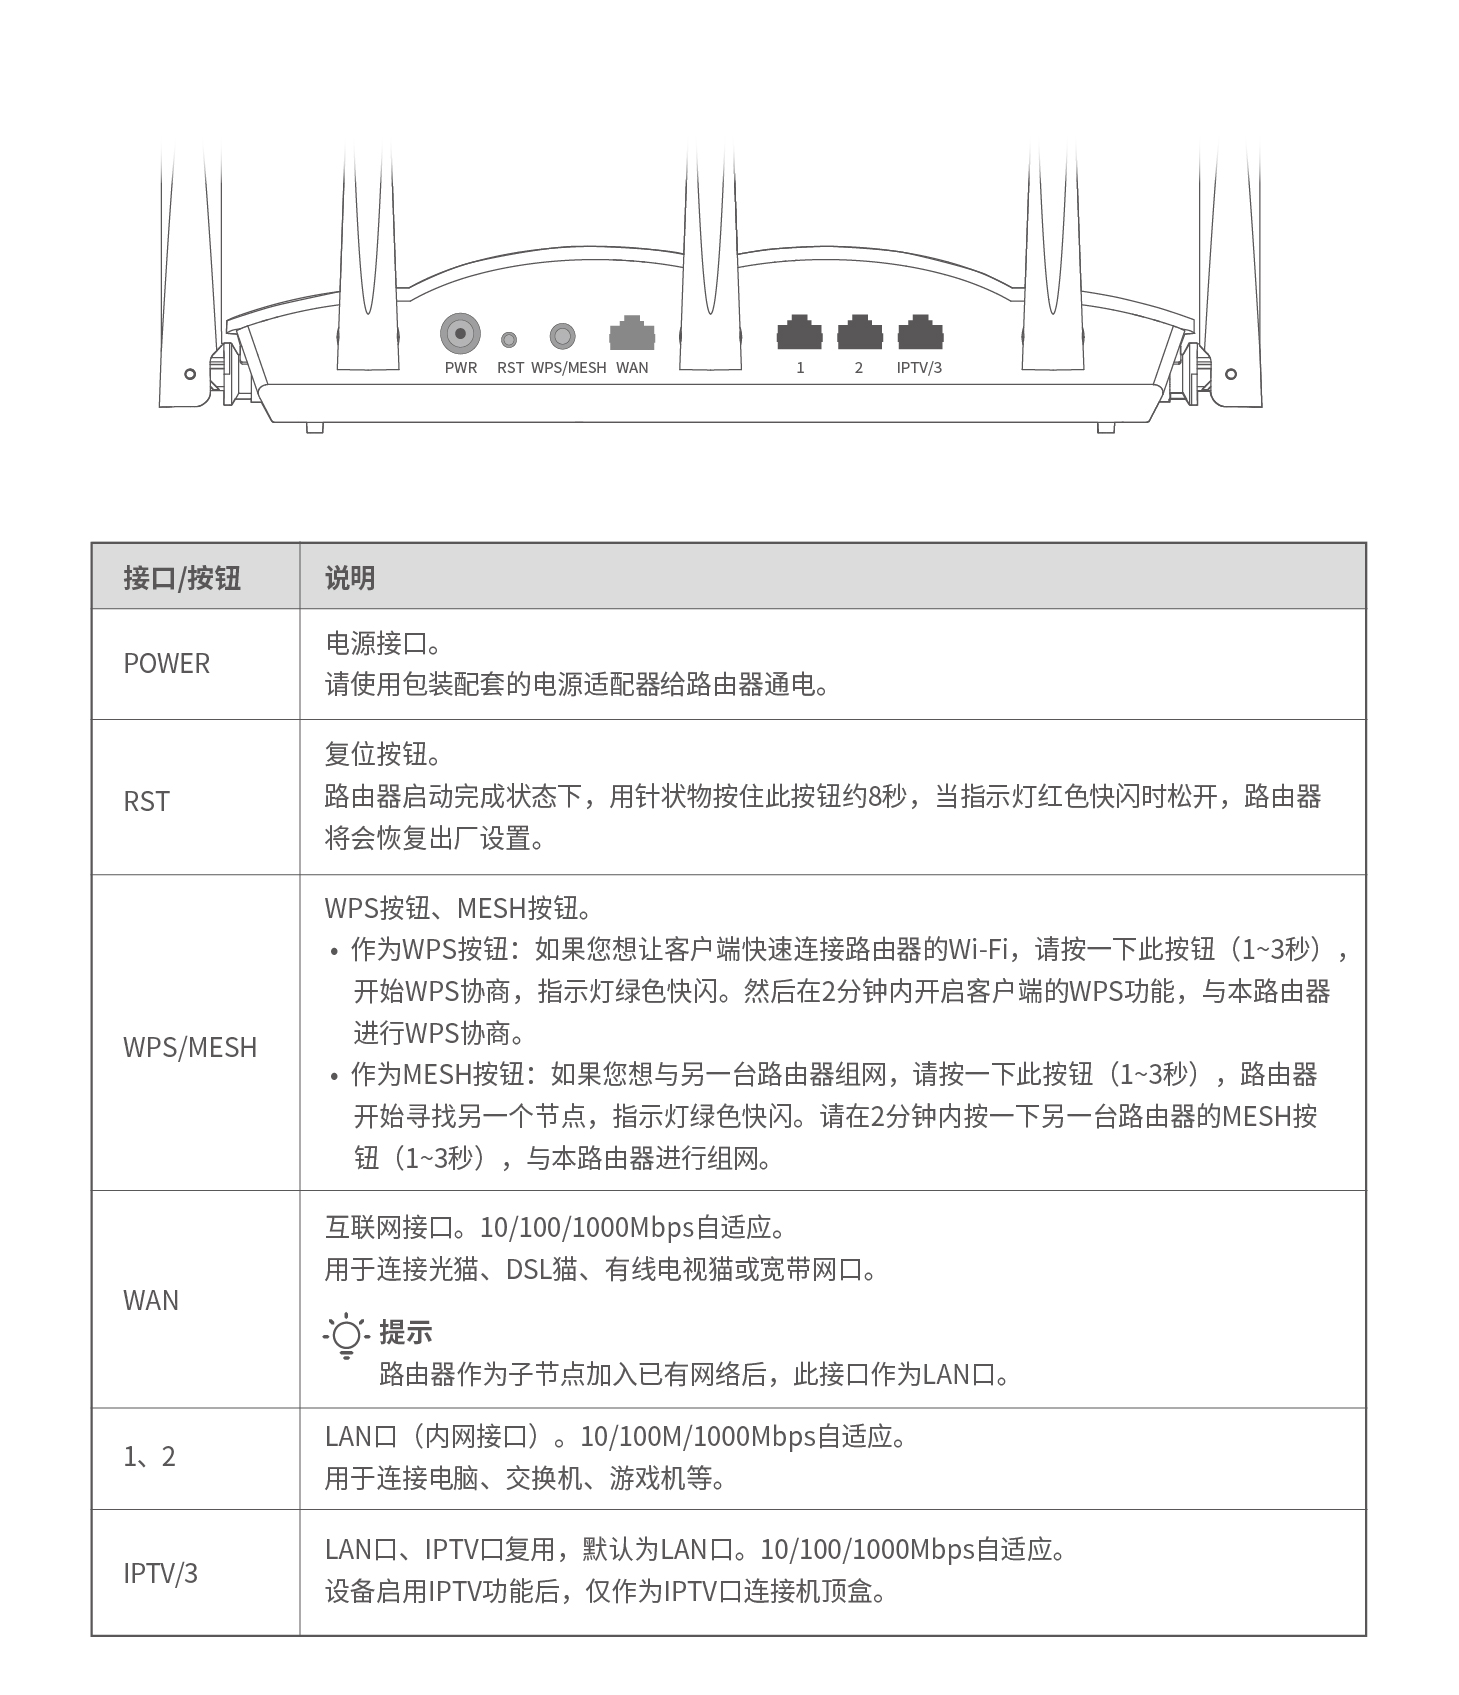 PWR RST WPS/MESH WAN 1 2 IPTV/3
接口/按钮
说明
POWER
电源接口。
请使用包装配套的电源适配器给路由器通电。
RST
复位按钮。
路由器启动完成状态下，用针状物按住此按钮约8秒，当指示灯红色快闪时松开，路由器
将会恢复出厂设置。
WPS/MESH
WPS按钮、MESH按钮。
• 作为WPS按钮：如果您想让客户端快速连接路由器的Wi-Fi，请按一下此按钮（1~3秒），
开始WPS协商，指示灯绿色快闪。然后在2分钟内开启客户端的WPS功能，与本路由器
进行WPS协商。
• 作为MESH按钮：如果您想与另一台路由器组网，请按一下此按钮（1~3秒），路由器
开始寻找另一个节点，指示灯绿色快闪。请在2分钟内按一下另一台路由器的MESH按
钮（1~3秒），与本路由器进行组网。
WAN
互联网接口。10/100/1000Mbps自适应。
用于连接光猫、DSL猫、有线电视猫或宽带网口。
提示
路由器作为子节点加入已有网络后，此接口作为LAN口。
1、2
LAN口（内网接口）。10/100M/1000Mbps自适应。
用于连接电脑、交换机、游戏机等。
IPTV/3
LAN口、IPTV口复用，默认为LAN口。10/100/1000Mbps自适应。
设备启用IPTV功能后，仅作为IPTV口连接机顶盒。